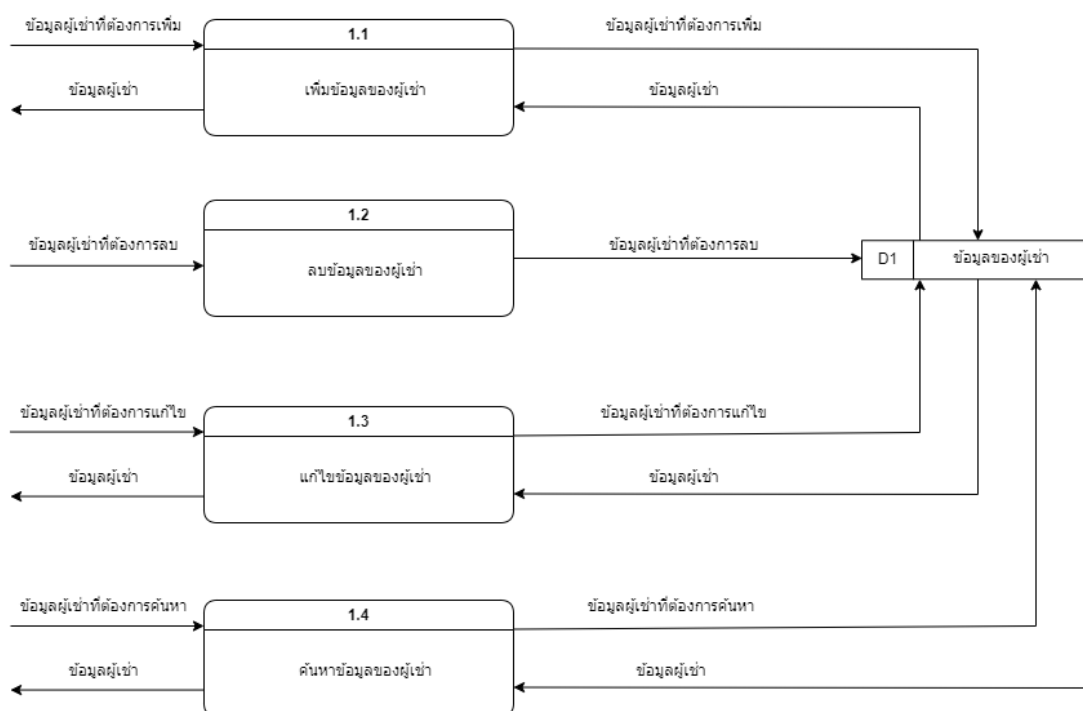 ข้อมูลผู้เช่าที่ต้องการเพิ่ม
1.1
ข้อมูลผู้เช่าที่ต้องการเพิ่ม
ข้อมูลผู้เช่า
เพิ่มข้อมูลของผู้เช่า
ข้อมูลผู้เช่า
1.2
ข้อมูลผู้เช่าที่ต้องการลบ
ลบข้อมูลของผู้เช่า
ข้อมูลผู้เช่าที่ต้องการลบ
D1
ข้อมูลของผู้เช่า
ข้อมูลผู้เช่าที่ต้องการแก้ไข
1.3
ข้อมูลผู้เช่าที่ต้องการแก้ไข
ข้อมูลผู้เช่า
แก้ไขข้อมูลของผู้เช่า
ข้อมูลผู้เช่า
ข้อมูลผู้เช่าที่ต้องการค้นหา
1.4
ข้อมูลผู้เช่าที่ต้องการค้นหา
ข้อมูลผู้เช่า
ค้นหาข้อมูลของผู้เช่า
ข้อมูลผู้เช่า